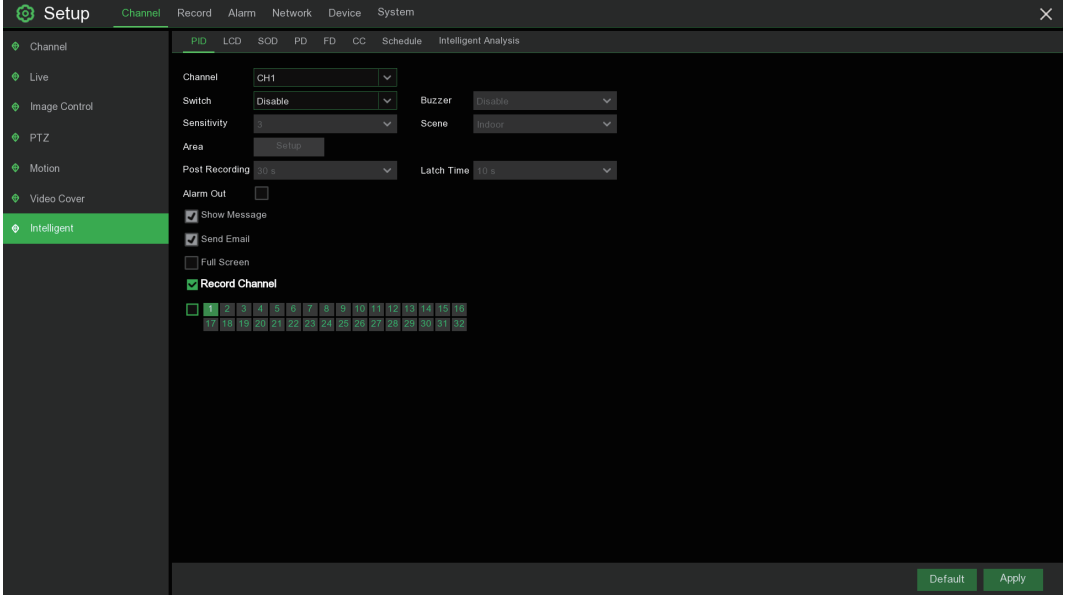 Setup Channel Record Alarm Network Device System
Channel
Live
Image Control
PTZ
Motion
Video Cover
Intelligent
PID LCD SOD PD FD CC Schedule Intelligent Analysis
Channel CH1
Switch Disable Buzzer Disable
Sensitivity 3 Scene Indoor
Area Setup
Post Recording 30 s Latch Time 10 s
Alarm Out
Show Message
Send Email
Full Screen
Record Channel
1 2 3 4 5 6 7 8 9 10 11 12 13 14 15 16
17 18 19 20 21 22 23 24 25 26 27 28 29 30 31 32
Default Apply